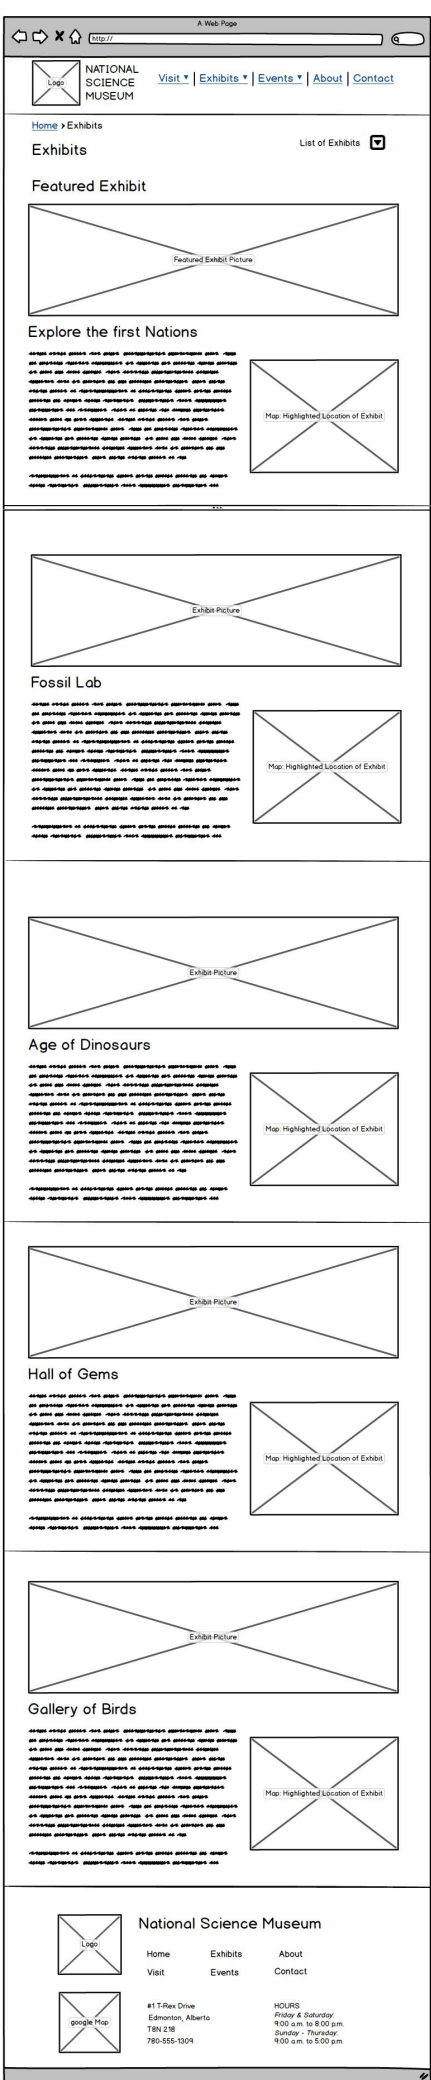 A Web Page
http://
Logo
NATIONAL
SCIENCE
MUSEUM
Visit ▾ | Exhibits ▾ | Events ▾ | About | Contact
Home > Exhibits
Exhibits
List of Exhibits
Featured Exhibit
Featured Exhibit Picture
Explore the first Nations
Map: Highlighted Location of Exhibit
Exhibit Picture
Fossil Lab
Map: Highlighted Location of Exhibit
Exhibit Picture
Age of Dinosaurs
Map: Highlighted Location of Exhibit
Exhibit Picture
Hall of Gems
Map: Highlighted Location of Exhibit
Exhibit Picture
Gallery of Birds
Map: Highlighted Location of Exhibit
Logo
National Science Museum
Home Exhibits About
Visit Events Contact
google Map
#1 T-Rex Drive
Edmonton, Alberta
T8N 218
780-555-1309
HOURS
Friday & Saturday:
9:00 a.m. to 8:00 p.m.
Sunday - Thursday:
9:00 a.m. to 5:00 p.m.